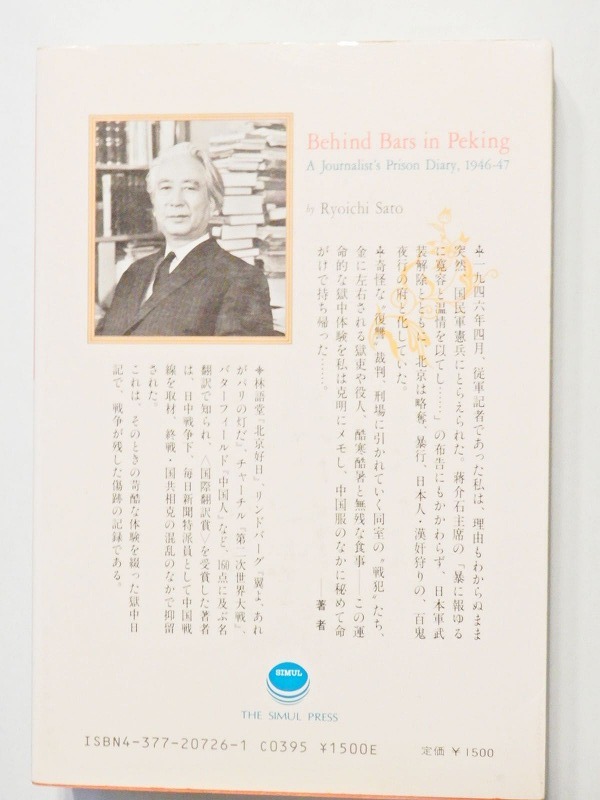 Behind Bars in Peking
A Journalist's Prison Diary, 1946-47
by Ryoichi Sato
✦一九四六年四月、従軍記者であった私は、理由もわからぬまま
突然、国民軍憲兵にとらえられた。蔣介石主席の「暴に報ゆる
に寛容と温情を以てし……」の布告にもかかわらず、日本軍武
装解除とともに、北京は略奪、暴行、日本人・漢奸狩りの、百鬼
夜行の府と化していた。
✦奇怪な〝復讐〟裁判、刑場に引かれていく同室の〝戦犯〟たち、
金に左右される獄吏や役人、酷寒酷暑と無残な食事――この運
命的な獄中体験を私は克明にメモし、中国服のなかに秘めて命
がけで持ち帰った……。
――著者
✦林語堂『北京好日』、リンドバーグ『翼よ、あれ
がパリの灯だ』、チャーチル『第二次世界大戦』、
バターフィールド『中国人』など、160点に及ぶ名
翻訳で知られ、〈国際翻訳賞〉を受賞した著者
は、日中戦争下、毎日新聞特派員として中国戦
線を取材、終戦・国共相克の混乱のなかで抑留
された。
これは、そのときの苛酷な体験を綴った獄中日
記で、戦争が残した傷跡の記録である。
SIMUL
THE SIMUL PRESS
ISBN4-377-20726-1 C0395 ¥1500E
定価 ¥1500